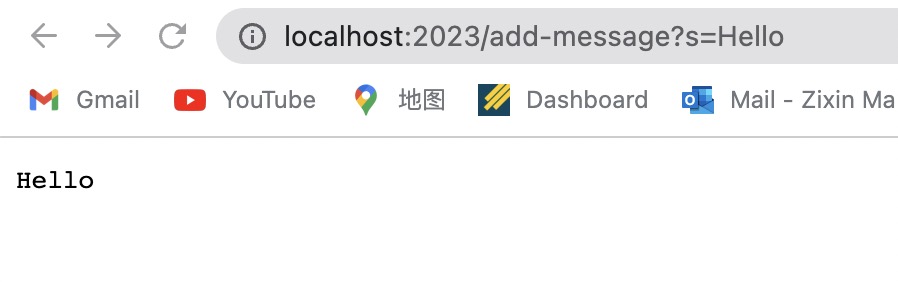 localhost:2023/add-message?s=Hello
Gmail YouTube 地图 Dashboard Mail - Zixin Ma
Hello